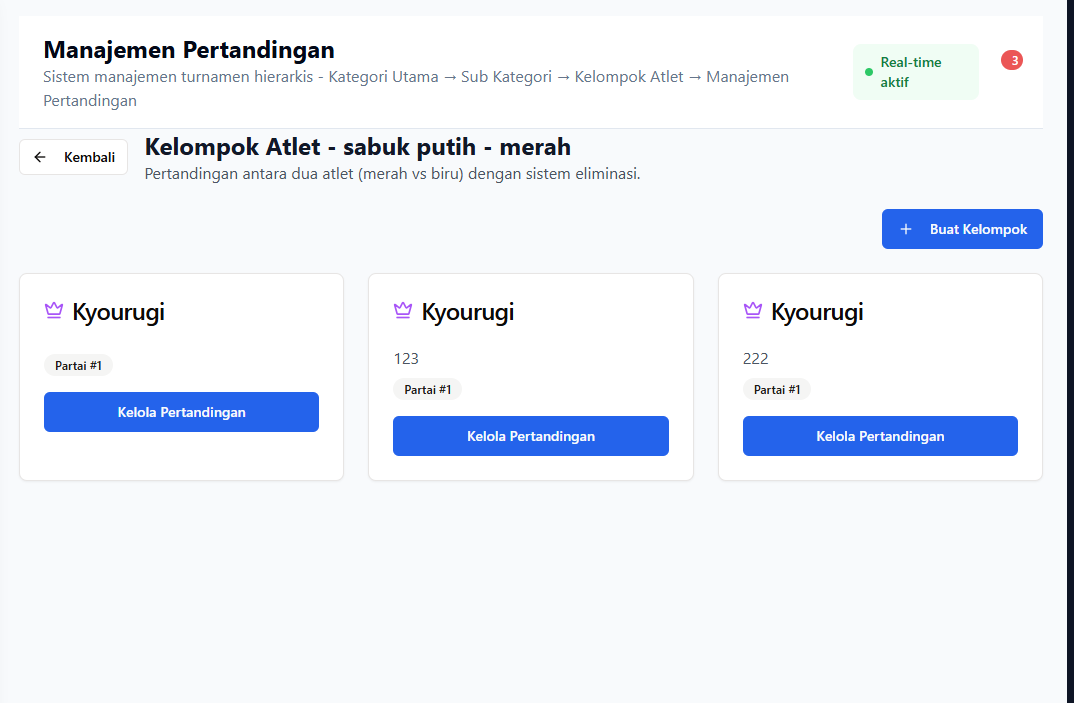 Manajemen Pertandingan
Sistem manajemen turnamen hierarkis - Kategori Utama → Sub Kategori → Kelompok Atlet → Manajemen
Pertandingan
Real-time
aktif
3
Kembali
Kelompok Atlet - sabuk putih - merah
Pertandingan antara dua atlet (merah vs biru) dengan sistem eliminasi.
Buat Kelompok
Kyourugi
Partai #1
Kelola Pertandingan
Kyourugi
123
Partai #1
Kelola Pertandingan
Kyourugi
222
Partai #1
Kelola Pertandingan